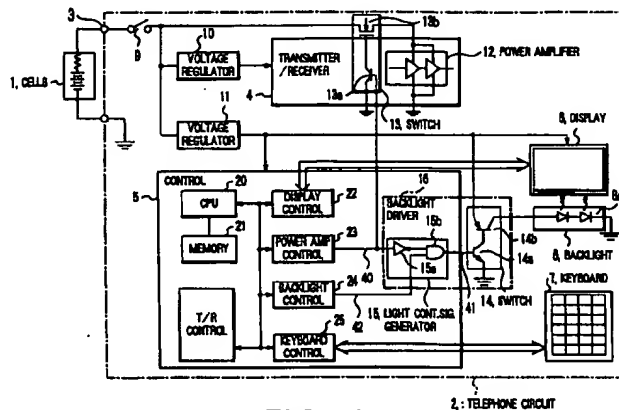 3
10
13b
12, POWER AMPLIFIER
1, CELLS
9
VOLTAGE
REGULATOR
TRANSMITTER
/RECEIVER
4
13a
13, SWITCH
11
VOLTAGE
REGULATOR
6, DISPLAY
5
CONTROL
20
CPU
22
DISPLAY
CONTROL
16
BACKLIGHT
DRIVER
8a
21
MEMORY
23
POWER AMP
CONTROL
15b
14b
8, BACKLIGHT
40
15a
14a
7, KEYBOARD
24
BACKLIGHT
CONTROL
41
14, SWITCH
42
15, LIGHT CONT.SIG.
GENERATOR
T/R
CONTROL
25
KEYBOARD
CONTROL
2, : TELEPHONE CIRCUIT